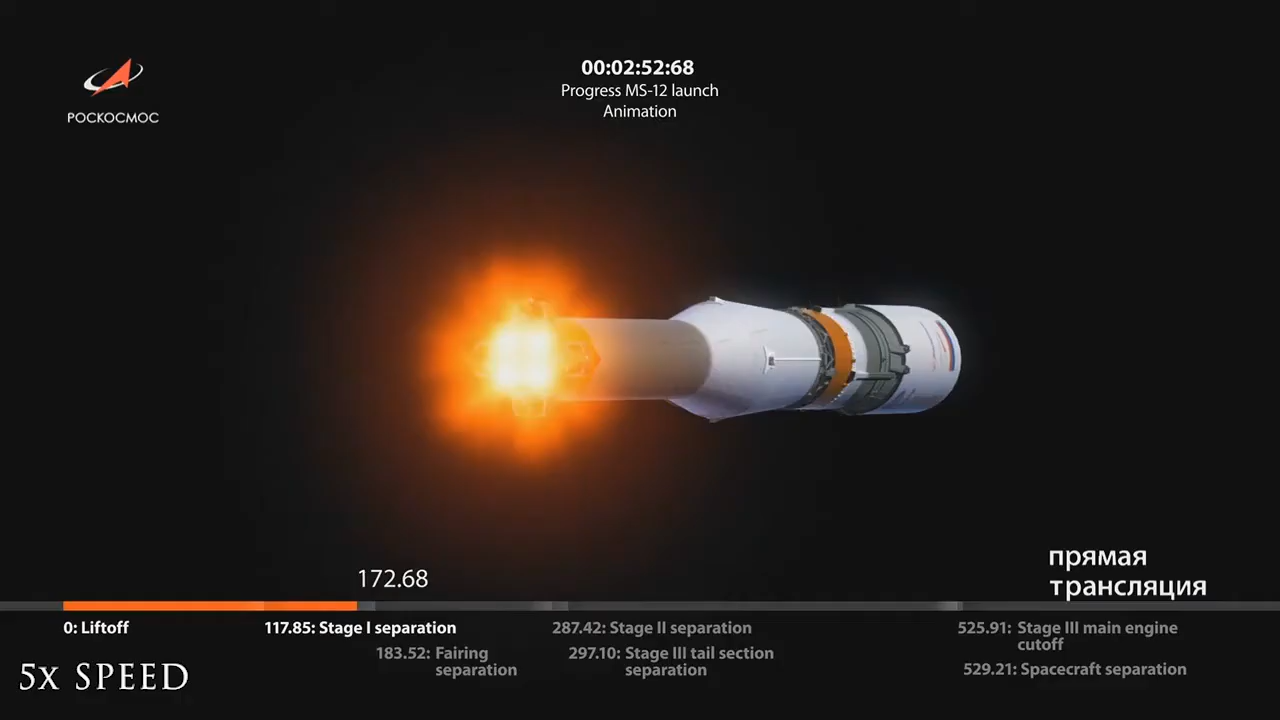 00:02:52:68
Progress MS-12 launch
Animation
РОСКОСМОС
172.68
прямая
трансляция
0: Liftoff
117.85: Stage I separation
287.42: Stage II separation
525.91: Stage III main engine
cutoff
183.52: Fairing
separation
297.10: Stage III tail section
separation
529.21: Spacecraft separation
5x SPEED